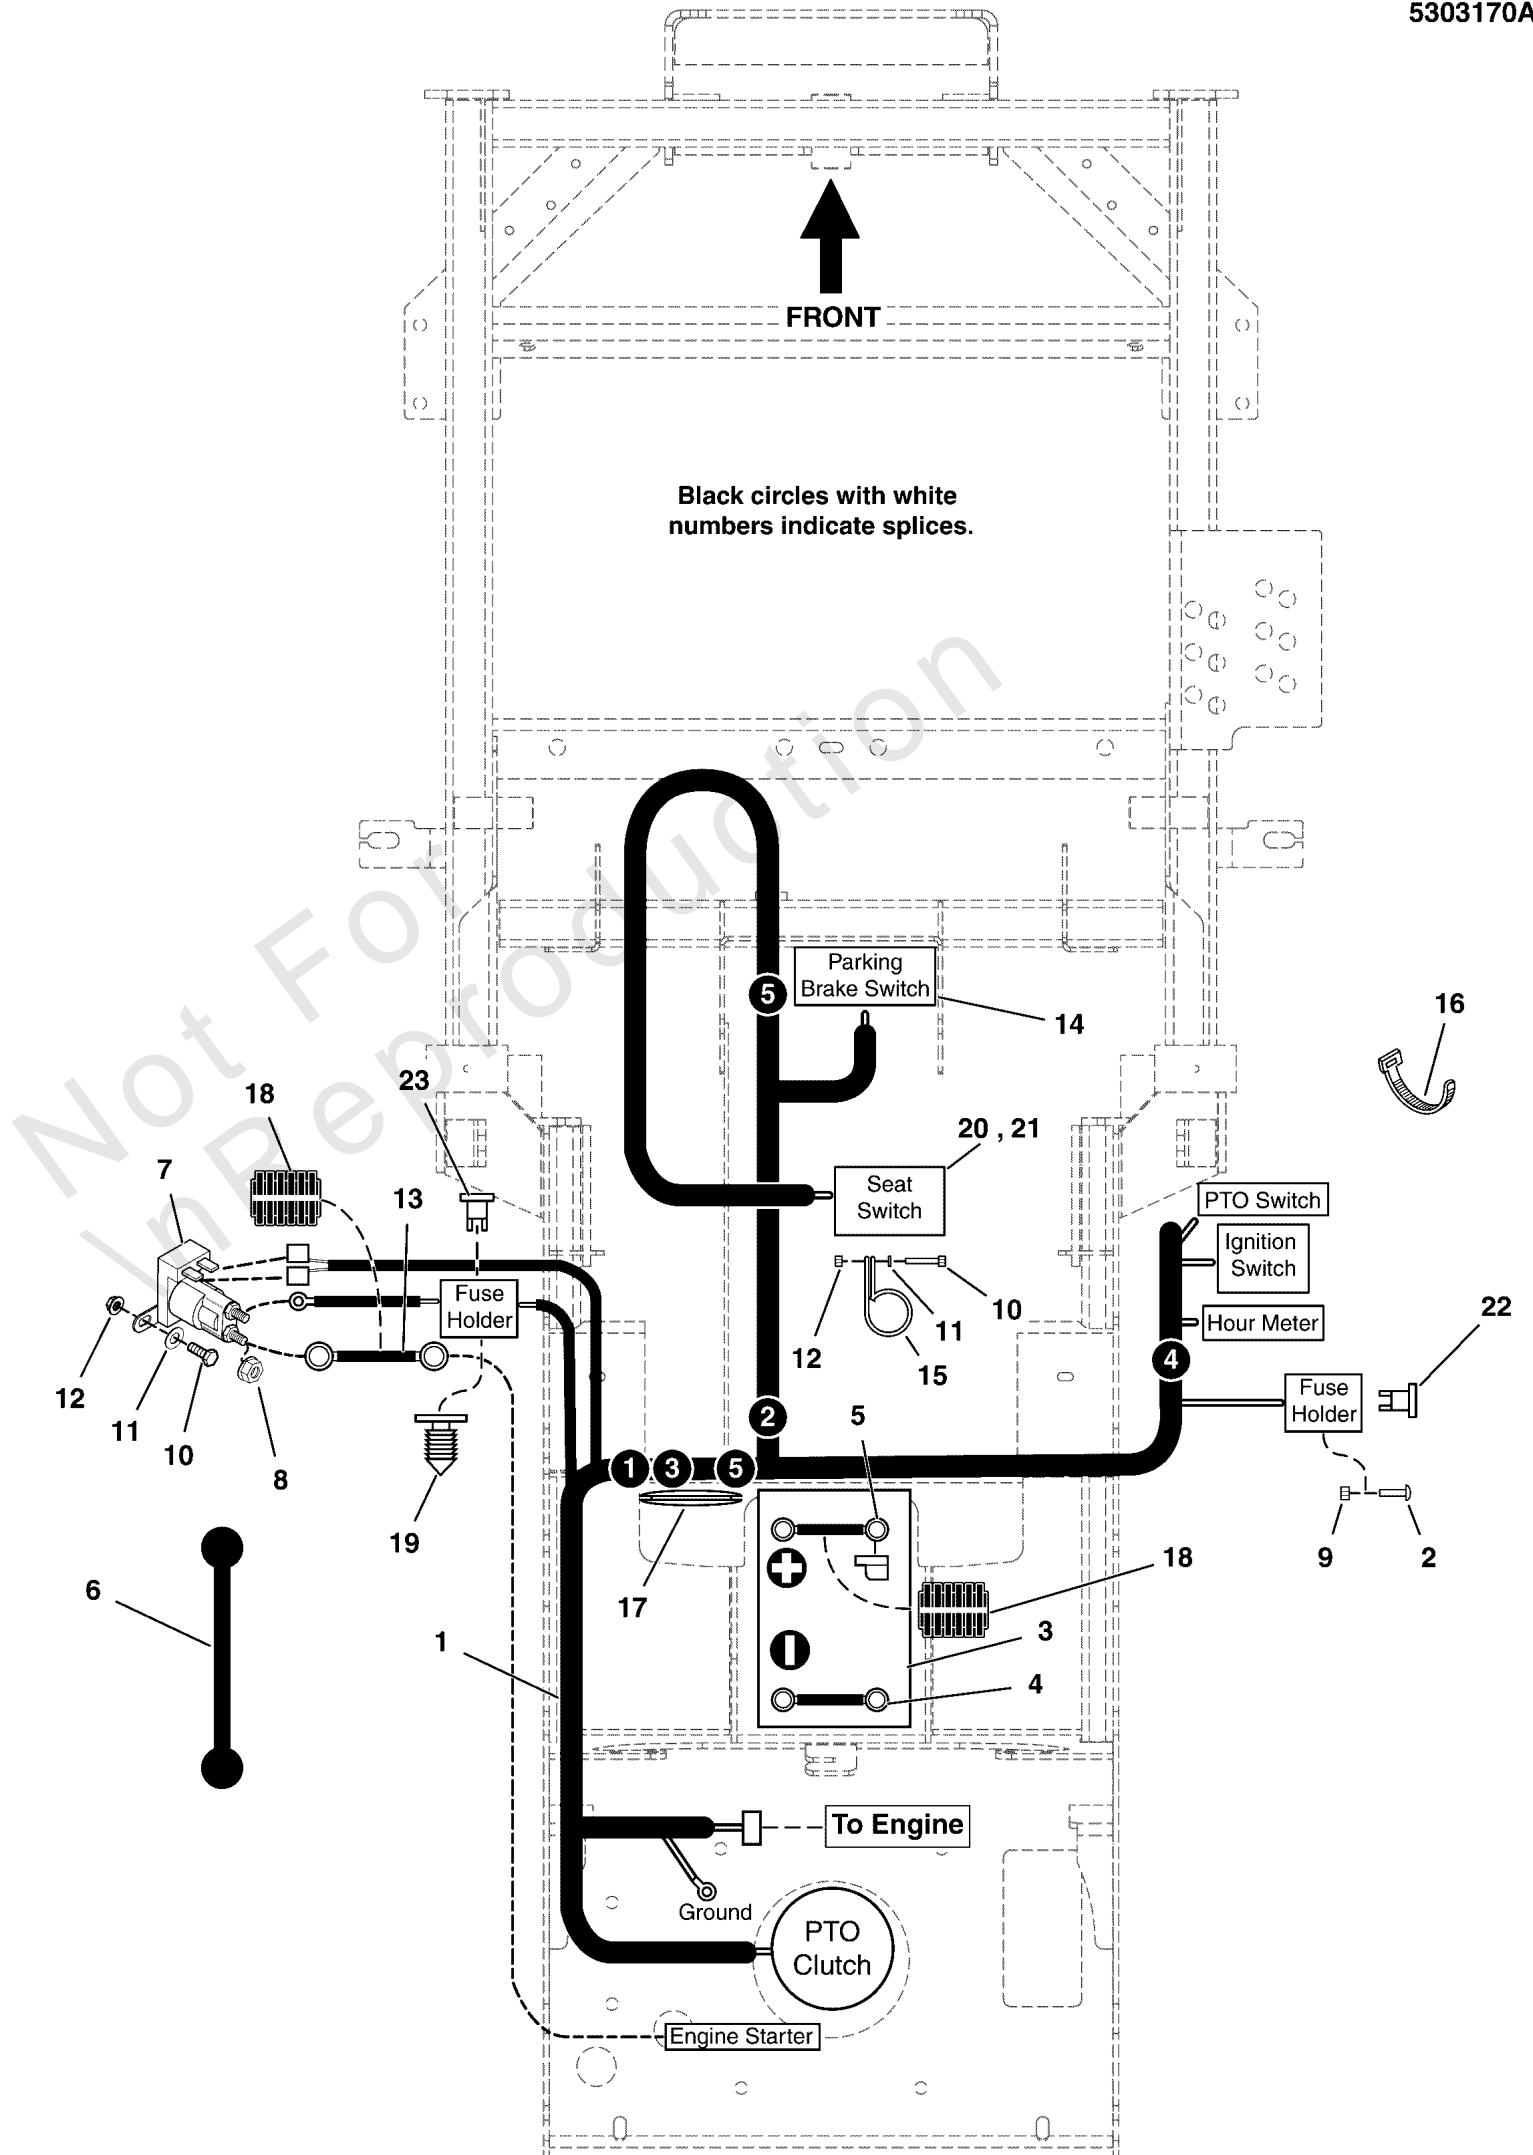 5303170A
FRONT
Black circles with white
numbers indicate splices.
Not For
Reproduction
5
Parking
Brake Switch
14
16
23
18
20 , 21
7
13
Seat
Switch
PTO Switch
Ignition
Switch
Fuse
Holder
10
11
12
15
Hour Meter
22
12
11
10
8
4
Fuse
Holder
2
5
1
3
5
19
9
2
17
18
6
1
3
4
To Engine
Ground
PTO
Clutch
Engine Starter